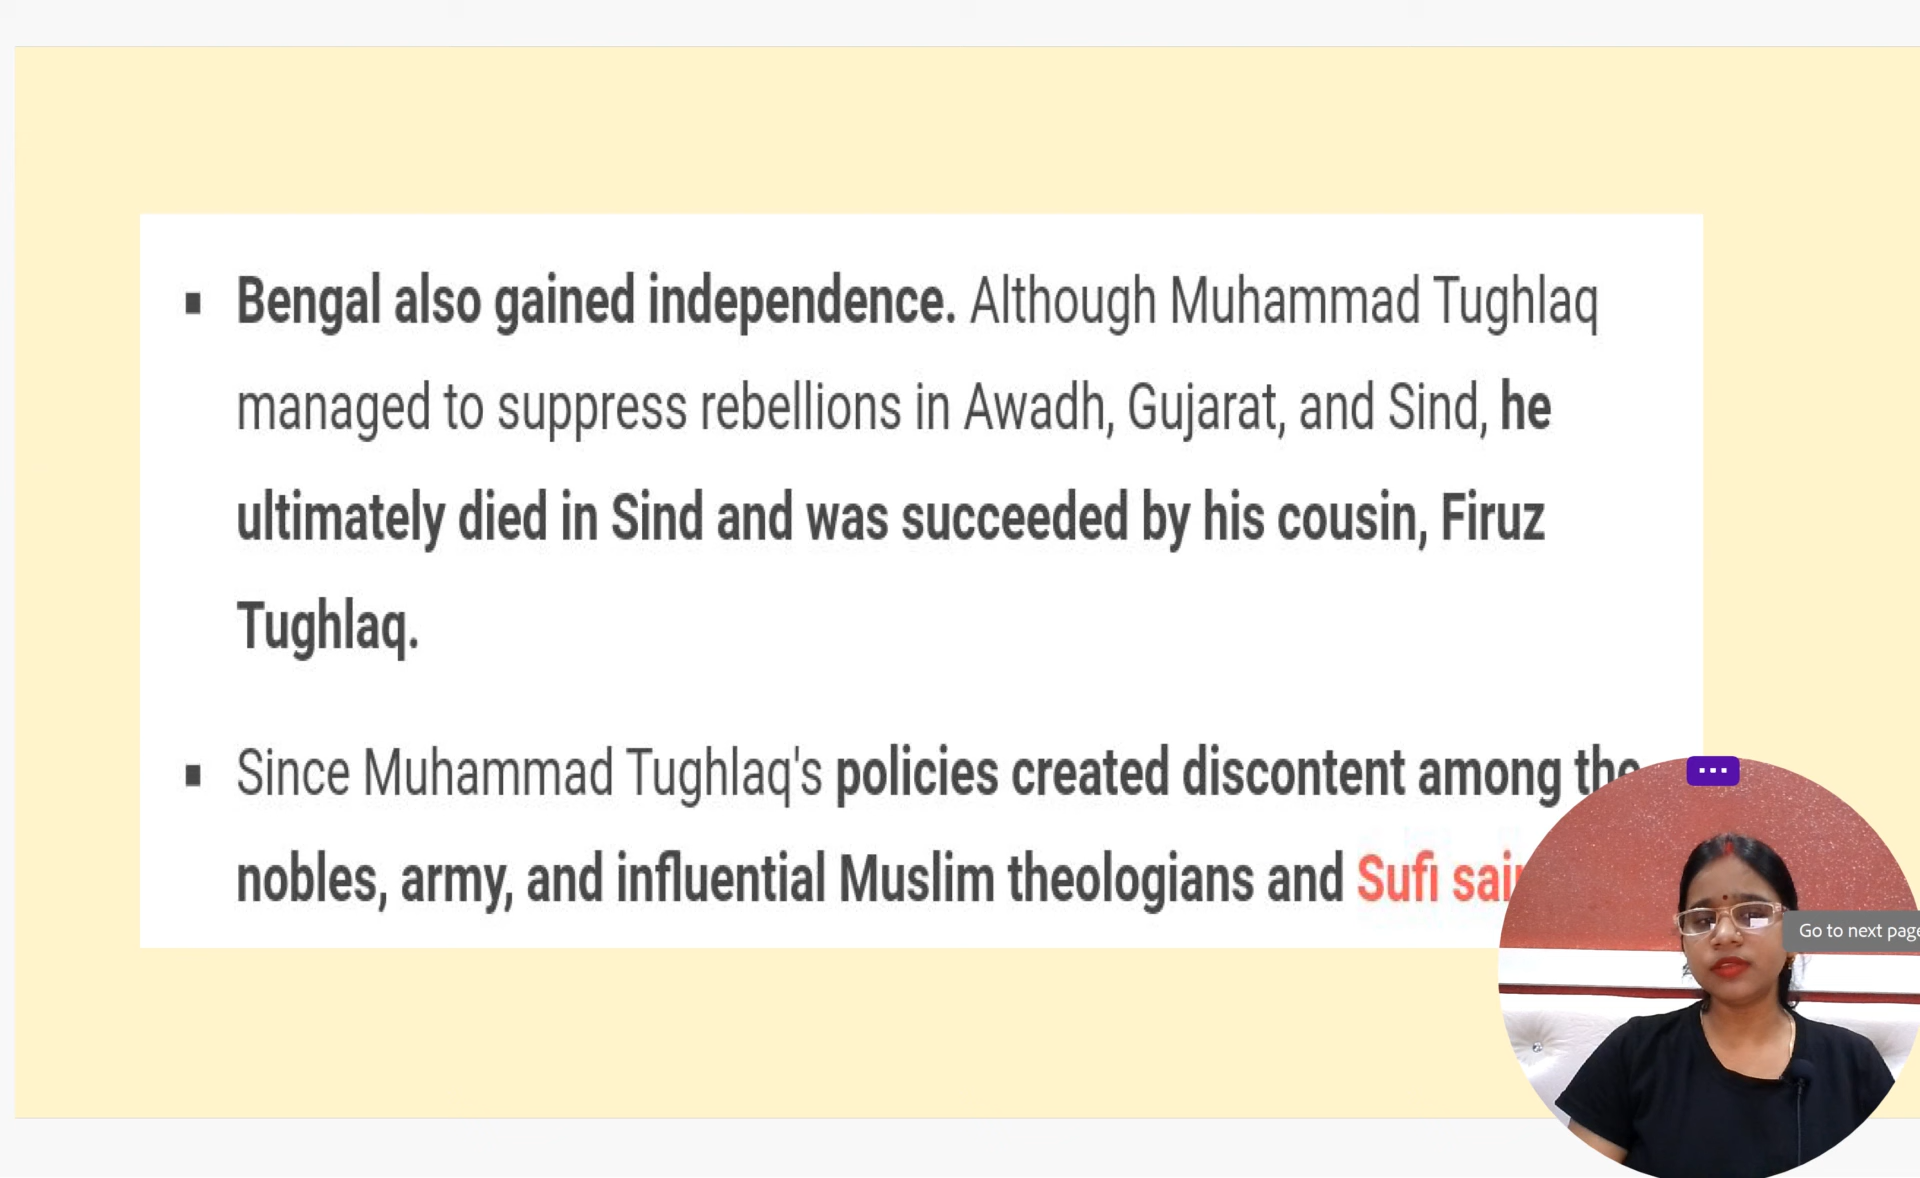 ▪ Bengal also gained independence. Although Muhammad Tughlaq
managed to suppress rebellions in Awadh, Gujarat, and Sind, he
ultimately died in Sind and was succeeded by his cousin, Firuz
Tughlaq.
▪ Since Muhammad Tughlaq's policies created discontent among the
nobles, army, and influential Muslim theologians and Sufi
Go to next page